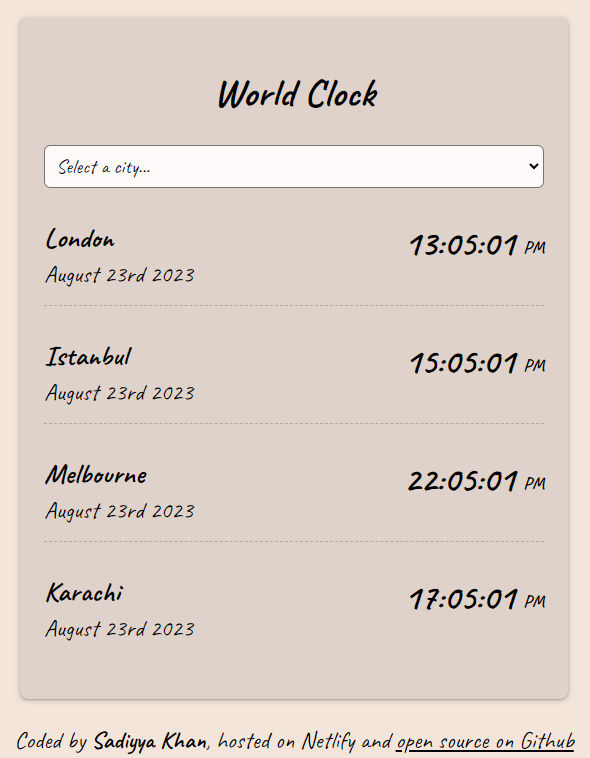 World Clock
Select a city...
London
13:05:01 PM
August 23rd 2023
Istanbul
15:05:01 PM
August 23rd 2023
Melbourne
22:05:01 PM
August 23rd 2023
Karachi
17:05:01 PM
August 23rd 2023
Coded by Sadiyya Khan, hosted on Netlify and open source on Github